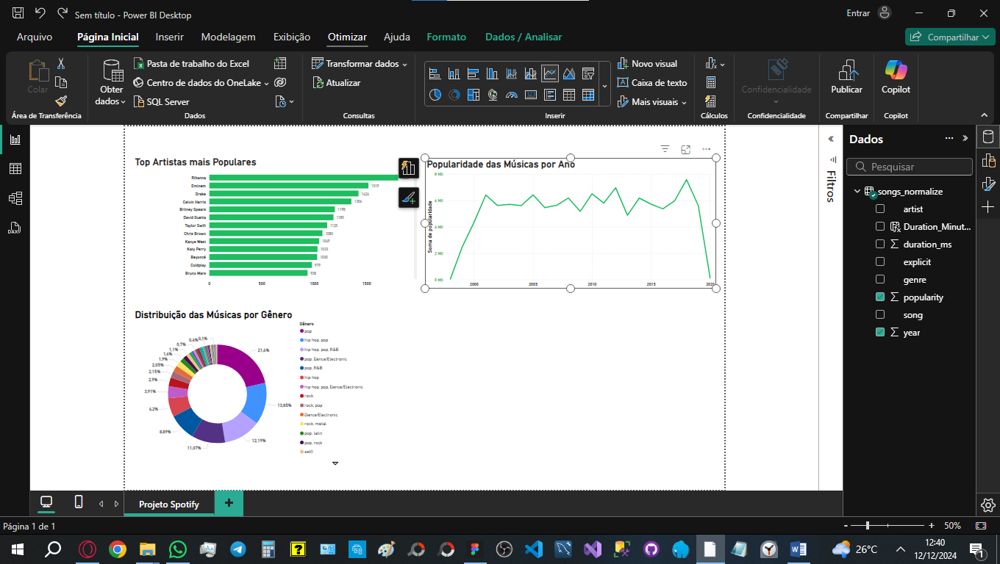 Sem título - Power BI Desktop
Entrar
Arquivo
Página Inicial
Inserir
Modelagem
Exibição
Otimizar
Ajuda
Formato
Dados / Analisar
Compartilhar
Colar
Área de Transferência
Obter
dados
Pasta de trabalho do Excel
Centro de dados do OneLake
SQL Server
Dados
Transformar dados
Atualizar
Consultas
Novo visual
Caixa de texto
Mais visuais
Inserir
Cálculos
Confidencialidade
Confidencialidade
Publicar
Compartilhar
Copilot
Copilot
Top Artistas mais Populares
Rihanna
Eminem 1519
Drake 1424
Calvin Harris 1356
Britney Spears 1198
David Guetta 1185
Taylor Swift 1125
Chris Brown 1080
Kanye West 1049
Katy Perry 1033
Beyoncé 1030
Coldplay 979
Bruno Mars 930
0 500 1000 1500
Popularidade das Músicas por Ano
Soma de popularidade
8 Mil
6 Mil
4 Mil
2 Mil
0 Mil
2000 2005 2010 2015 2020
Distribuição das Músicas por Gênero
21,4%
13,85%
12,19%
11,07%
8,89%
4,2%
3,91%
2,9%
2,15%
2,05%
1,9%
1,4%
1,1%
0,7%
0,4%
0,1%
Gênero
pop
hip hop, pop
hip hop, pop, R&B
pop, Dance/Electronic
pop, R&B
hip hop
hip hop, pop, Dance/Electronic
rock
rock, pop
Dance/Electronic
rock, metal
pop, latin
pop, rock
set()
Filtros
Dados
Pesquisar
songs_normalize
artist
Duration_Minut...
duration_ms
explicit
genre
popularity
song
year
DAX
Projeto Spotify
Página 1 de 1
50%
26°C
12:40
12/12/2024
1